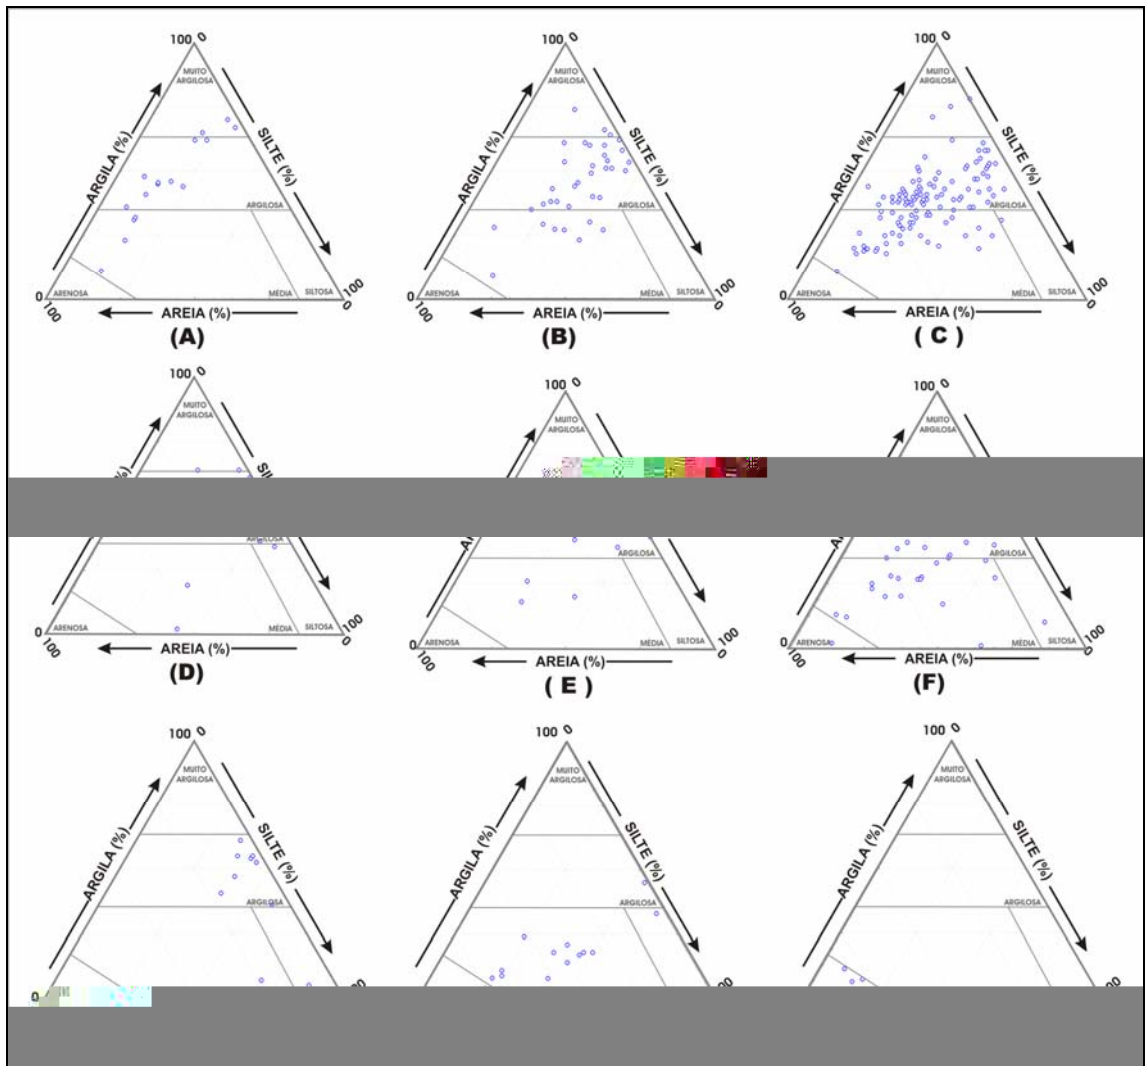 100 0
100 0
100 0
MUITO ARGILOSA
MUITO ARGILOSA
MUITO ARGILOSA
ARGILA (%)
SILTE (%)
ARGILA (%)
SILTE (%)
ARGILA (%)
SILTE (%)
ARGILOSA
ARGILOSA
ARGILOSA
0 ARENOSA MÉDIA SILTOSA 100
0 ARENOSA MÉDIA SILTOSA 100
0 ARENOSA MÉDIA SILTOSA 100
100 AREIA (%) 0
100 AREIA (%) 0
100 AREIA (%) 0
(A)
(B)
( C )
100 0
100 0
100 0
MUITO ARGILOSA
MUITO ARGILOSA
MUITO ARGILOSA
ARGILOSA
ARGILOSA
ARGILOSA
0 ARENOSA MÉDIA SILTOSA 100
0 ARENOSA MÉDIA SILTOSA 100
0 ARENOSA MÉDIA SILTOSA 100
100 AREIA (%) 0
100 AREIA (%) 0
100 AREIA (%) 0
(D)
( E )
(F)
100 0
100 0
100 0
MUITO ARGILOSA
MUITO ARGILOSA
MUITO ARGILOSA
ARGILA (%)
SILTE (%)
ARGILA (%)
SILTE (%)
ARGILA (%)
SILTE (%)
ARGILOSA
ARGILOSA
ARGILOSA